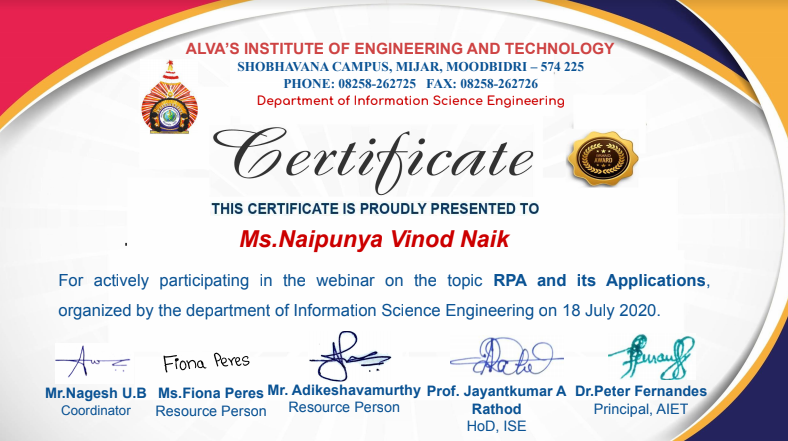 ALVA'S INSTITUTE OF ENGINEERING AND TECHNOLOGY
SHOBHAVANA CAMPUS, MIJAR, MOODBIDRI – 574 225
PHONE: 08258-262725 FAX: 08258-262726
Department of Information Science Engineering
Certificate
AWARD
THIS CERTIFICATE IS PROUDLY PRESENTED TO
Ms.Naipunya Vinod Naik
For actively participating in the webinar on the topic RPA and its Applications,
organized by the department of Information Science Engineering on 18 July 2020.
Fiona Peres
Mr.Nagesh U.B
Coordinator
Ms.Fiona Peres
Resource Person
Mr. Adikeshavamurthy
Resource Person
Prof. Jayantkumar A
Rathod
HoD, ISE
Dr.Peter Fernandes
Principal, AIET